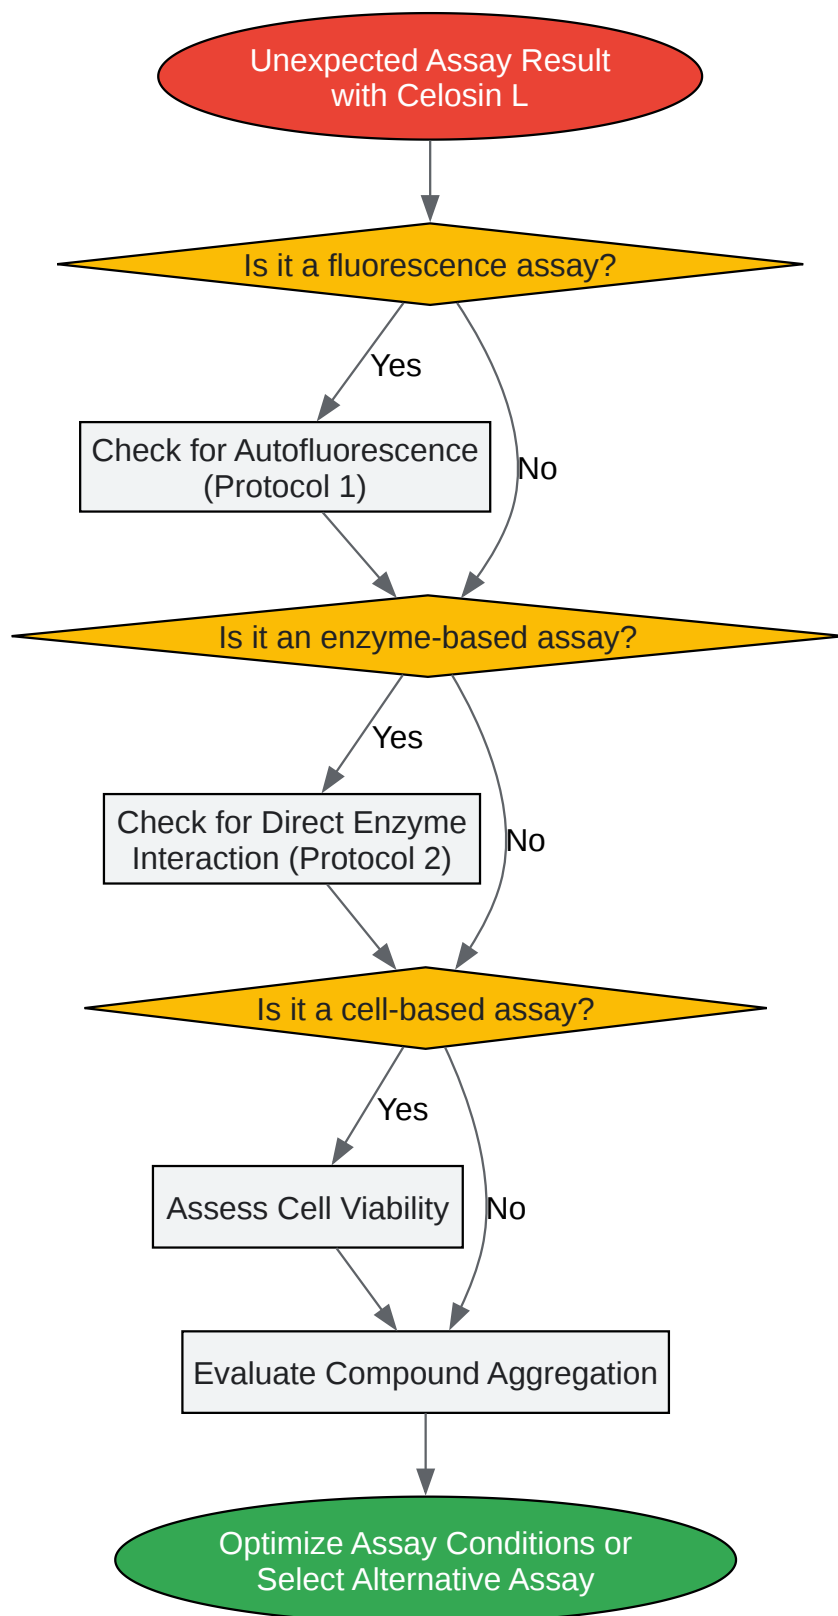 Unexpected Assay Result
with Celosin L
Is it a fluorescence assay?
Yes
Check for Autofluorescence
(Protocol 1)
No
Is it an enzyme-based assay?
Yes
Check for Direct Enzyme
Interaction (Protocol 2)
No
Is it a cell-based assay?
Yes
Assess Cell Viability
No
Evaluate Compound Aggregation
Optimize Assay Conditions or
Select Alternative Assay